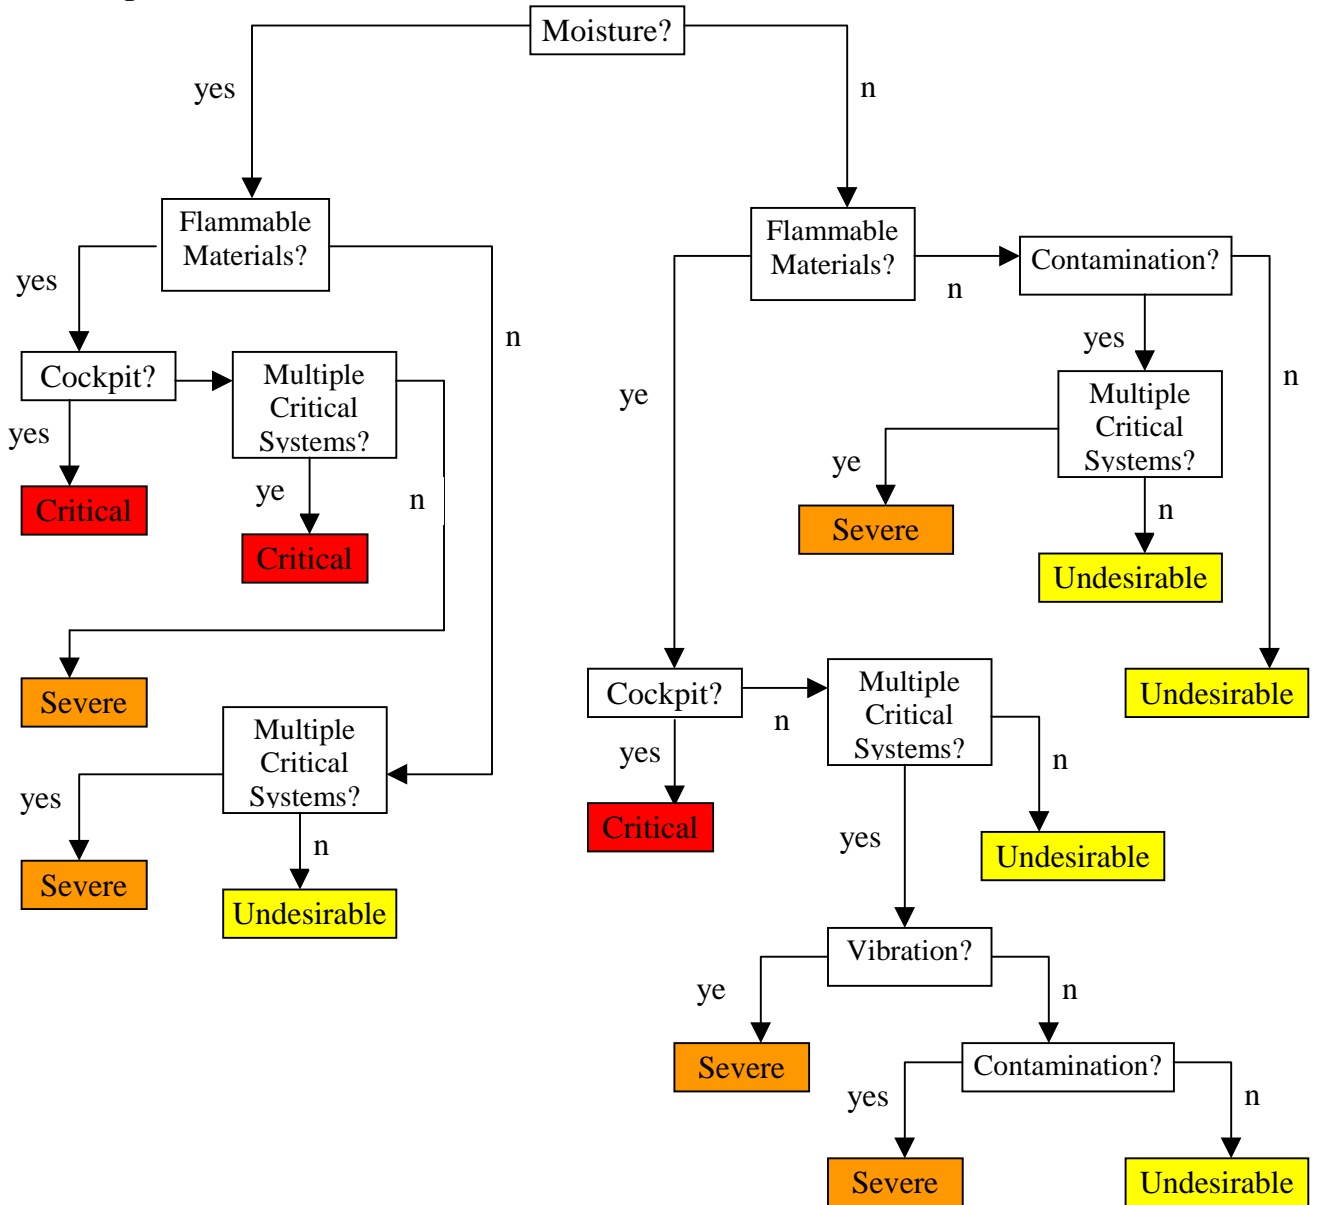 Moisture?
yes
n
Flammable
Materials?
Flammable
Materials?
Contamination?
yes
n
n
yes
n
ye
Cockpit?
Multiple
Critical
Systems?
Multiple
Critical
Systems?
yes
ye
n
ye
n
Critical
Critical
Severe
Undesirable
Severe
Cockpit?
n
Multiple
Critical
Systems?
Undesirable
Multiple
Critical
Systems?
yes
n
yes
n
yes
Critical
Undesirable
Severe
Undesirable
Vibration?
ye
n
Severe
Contamination?
yes
n
Severe
Undesirable